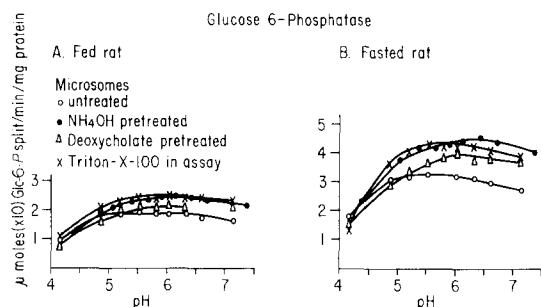 Glucose 6-Phosphatase
A. Fed rat
B. Fasted rat
Microsomes
○ untreated
● NH4OH pretreated
△ Deoxycholate pretreated
x Triton-X-100 in assay
μ moles(x10)Glc-6-P split/min/mg protein
3
2
1
4 5 6 7
pH
5
4
3
2
1
4 5 6 7
pH